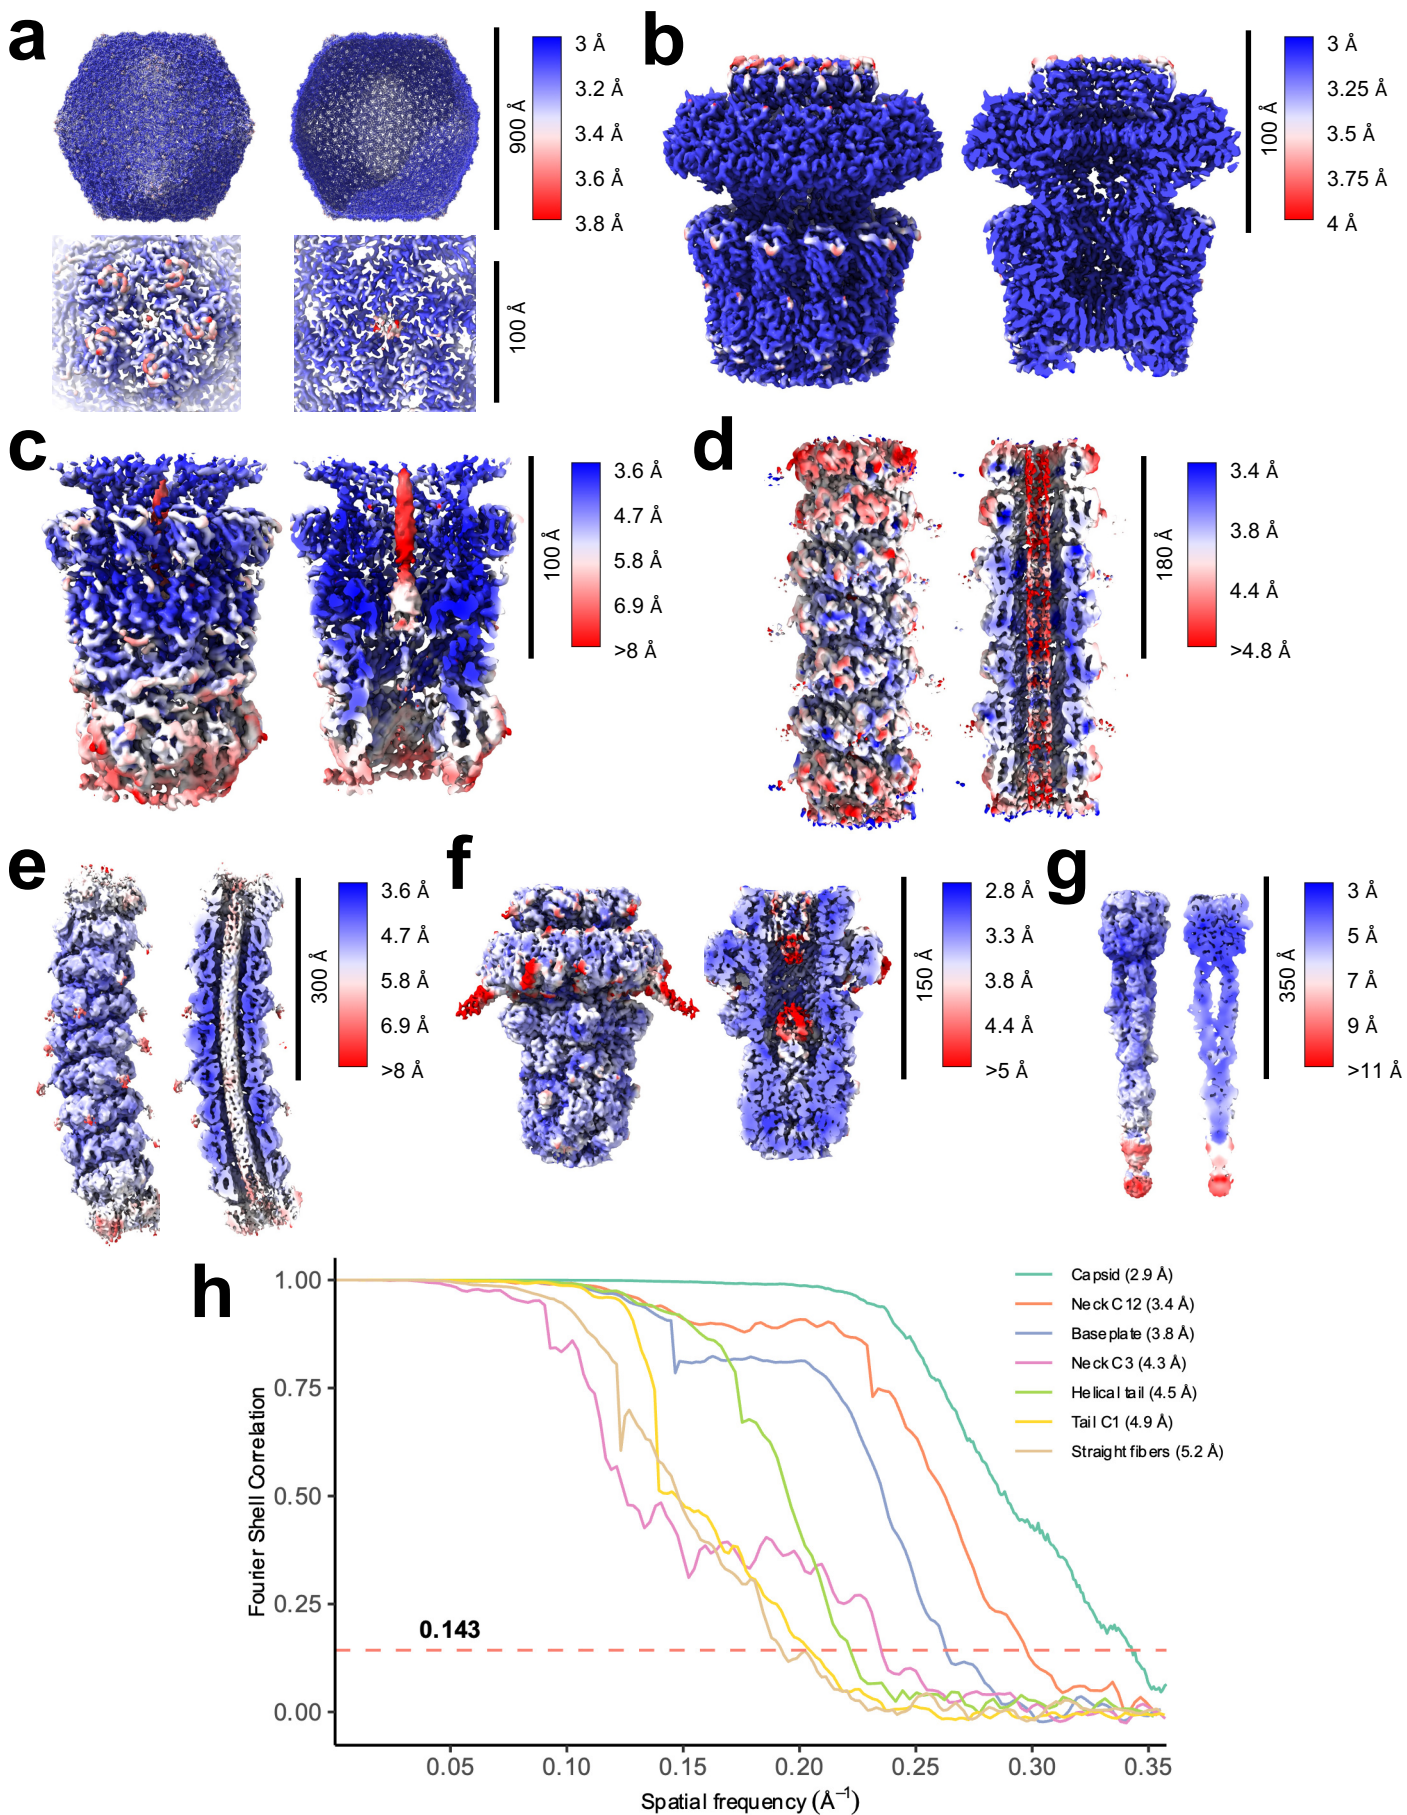 a
900 Å
3 Å
3.2 Å
3.4 Å
3.6 Å
3.8 Å
100 Å
b
100 Å
3 Å
3.25 Å
3.5 Å
3.75 Å
4 Å
c
100 Å
3.6 Å
4.7 Å
5.8 Å
6.9 Å
>8 Å
d
180 Å
3.4 Å
3.8 Å
4.4 Å
>4.8 Å
e
300 Å
3.6 Å
4.7 Å
5.8 Å
6.9 Å
>8 Å
f
150 Å
2.8 Å
3.3 Å
3.8 Å
4.4 Å
>5 Å
g
350 Å
3 Å
5 Å
7 Å
9 Å
>11 Å
h
Fourier Shell Correlation
1.00
0.75
0.50
0.25
0.00
0.143
Capsid (2.9 Å)
Neck C12 (3.4 Å)
Baseplate (3.8 Å)
Neck C3 (4.3 Å)
Helical tail (4.5 Å)
Tail C1 (4.9 Å)
Straight fibers (5.2 Å)
0.05 0.10 0.15 0.20 0.25 0.30 0.35
Spatial frequency (Å⁻¹)